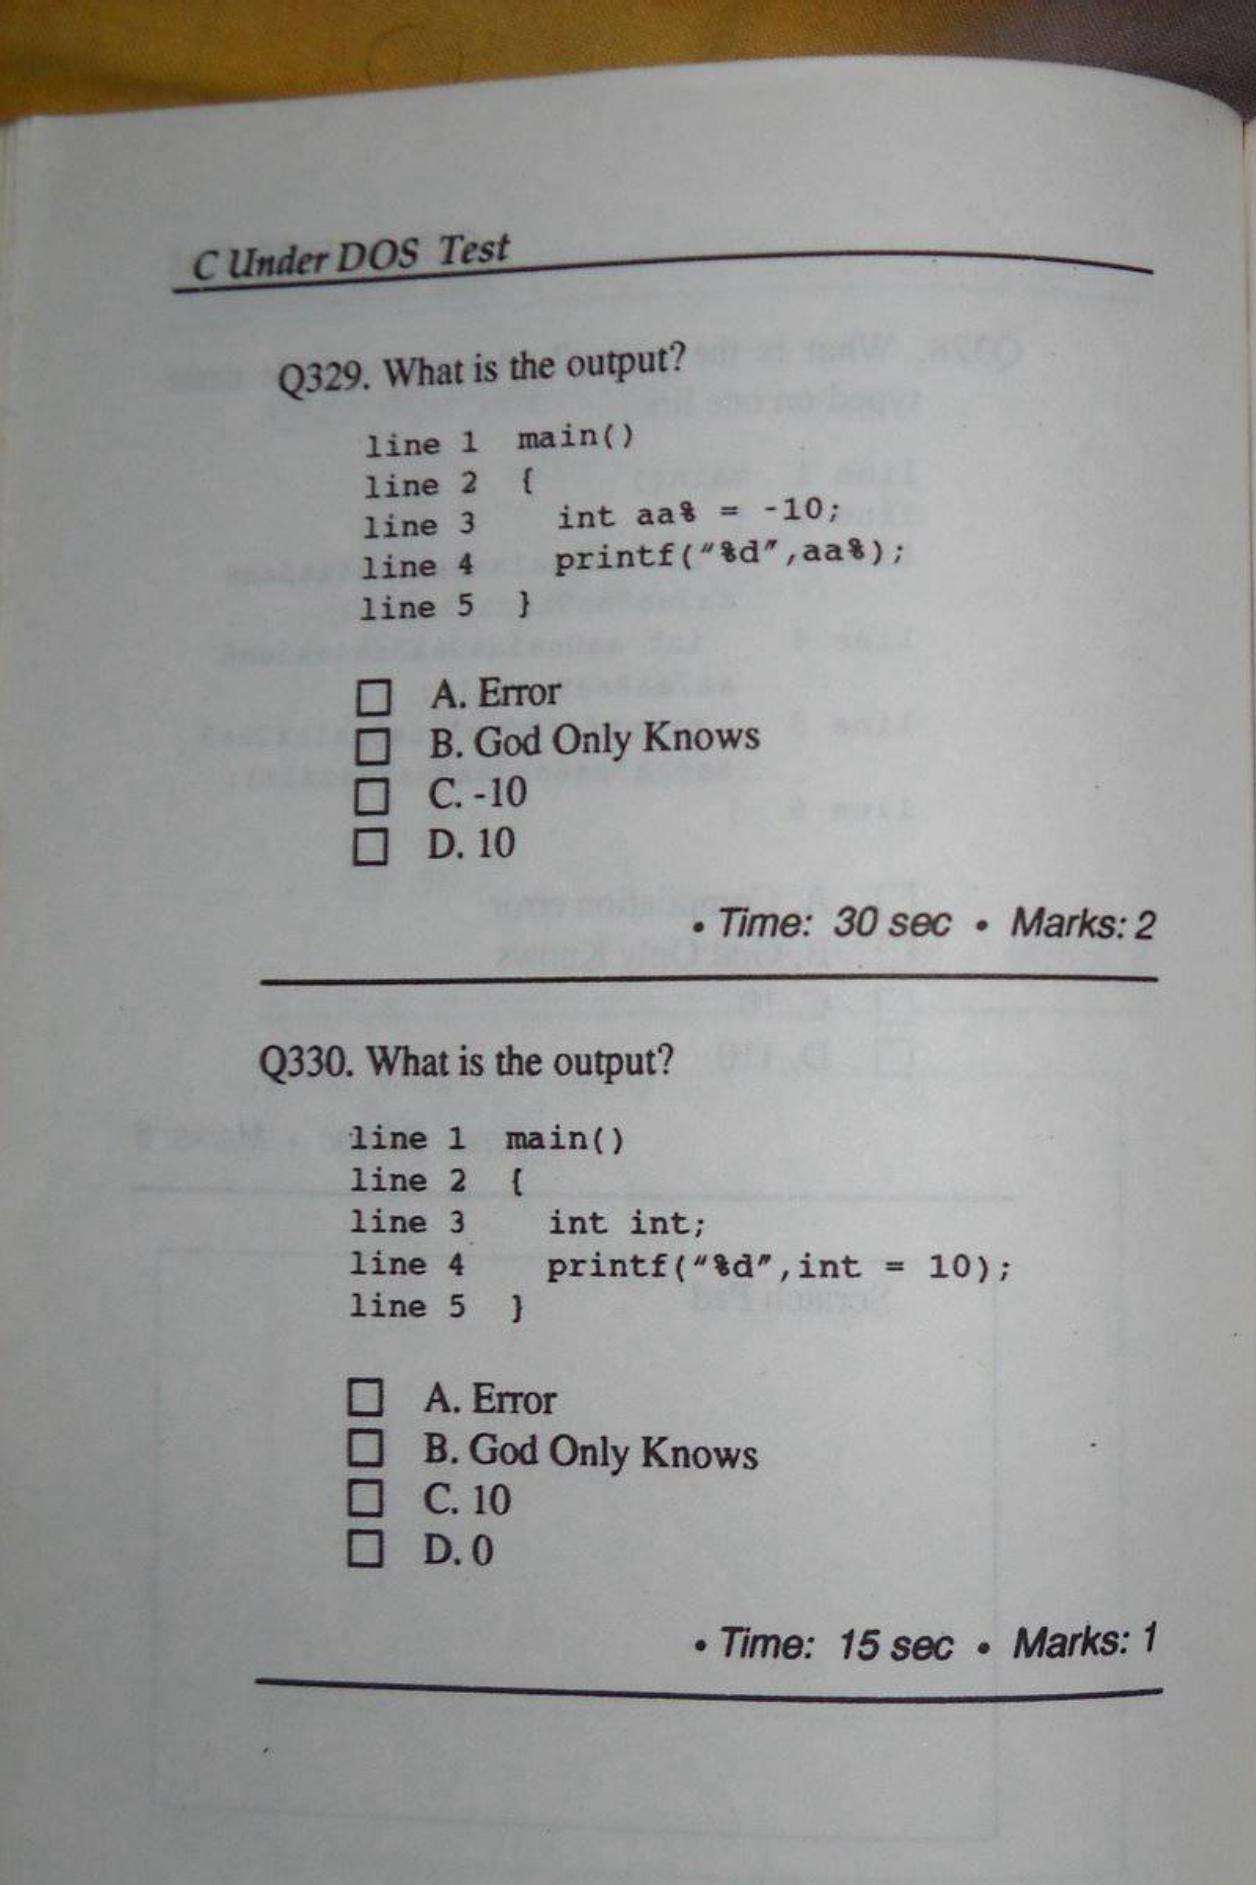 C Under DOS Test
Q329. What is the output?
line 1 main()
line 2 {
line 3 int aa% = -10;
line 4 printf("%d",aa%);
line 5 }
A. Error
B. God Only Knows
C. -10
D. 10
• Time: 30 sec • Marks: 2
Q330. What is the output?
line 1 main()
line 2 {
line 3 int int;
line 4 printf("%d",int = 10);
line 5 }
A. Error
B. God Only Knows
C. 10
D. 0
• Time: 15 sec • Marks: 1